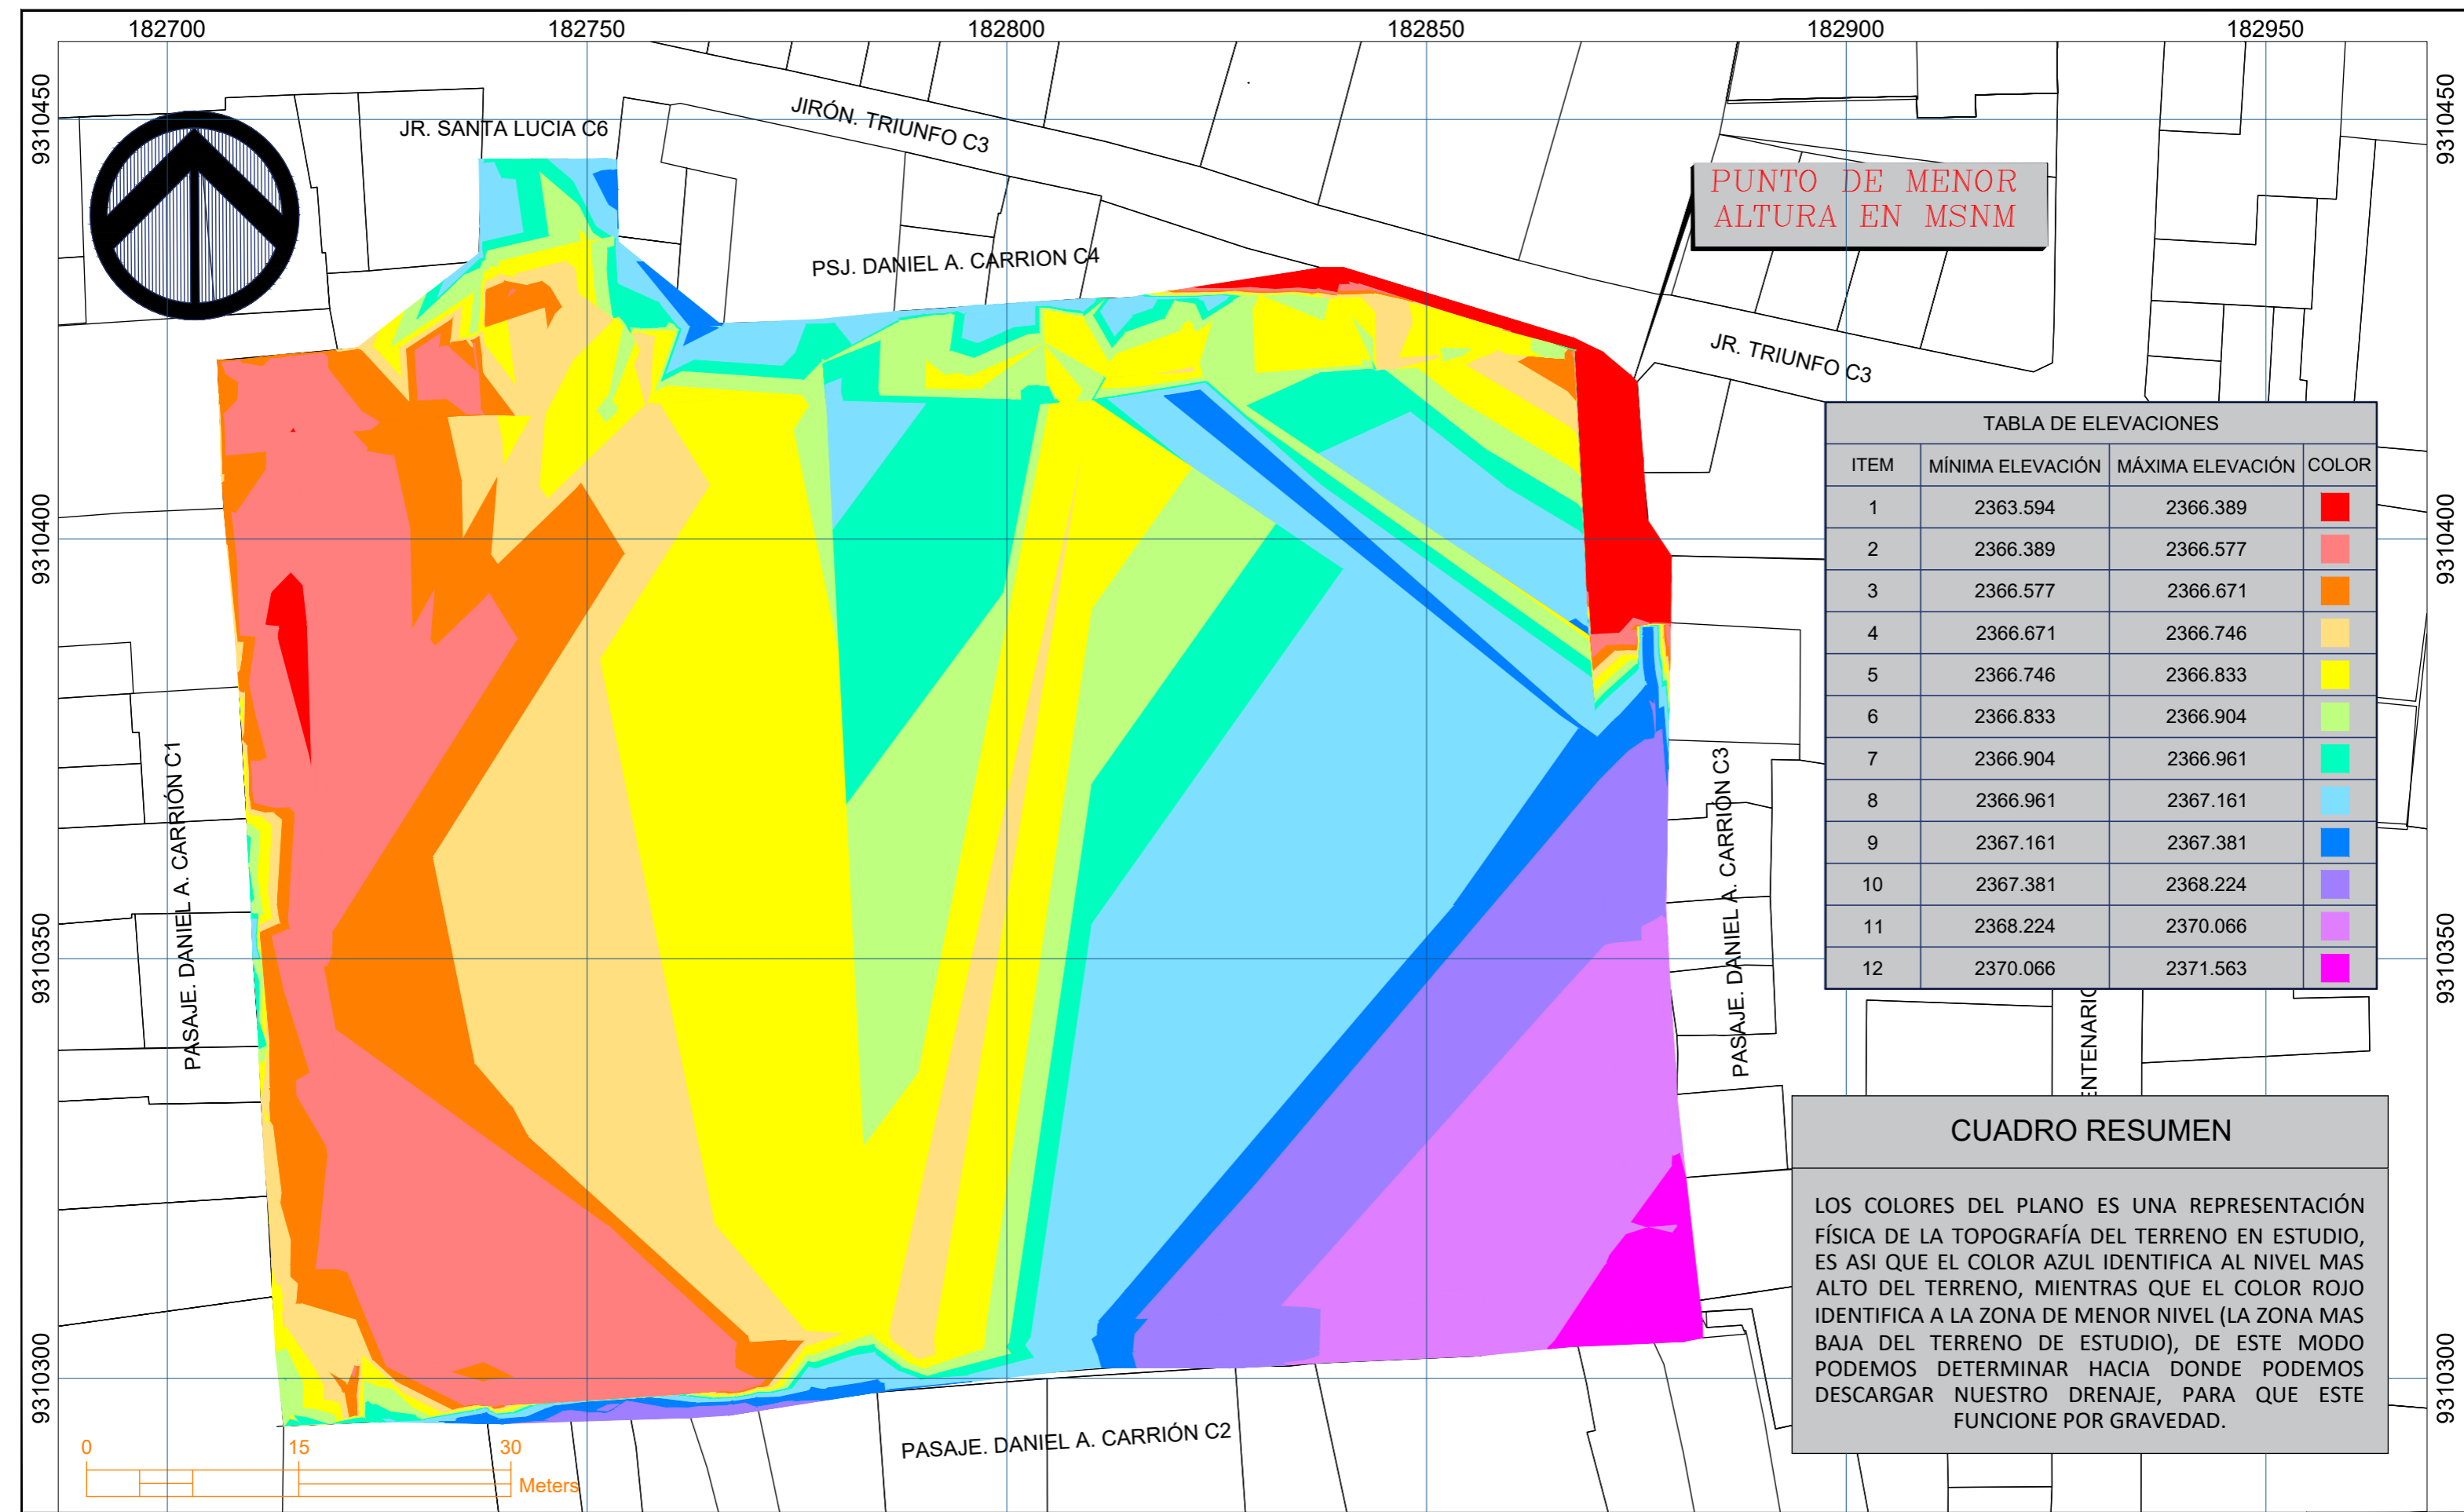 182700 182750 182800 182850 182900 182950
9310450
9310450
JR. SANTA LUCIA C6
JIRÓN. TRIUNFO C3
PUNTO DE MENOR
ALTURA EN MSNM
PSJ. DANIEL A. CARRION C4
JR. TRIUNFO C3
TABLA DE ELEVACIONES
ITEM MÍNIMA ELEVACIÓN MÁXIMA ELEVACIÓN COLOR
1 2363.594 2366.389
2 2366.389 2366.577
3 2366.577 2366.671
4 2366.671 2366.746
5 2366.746 2366.833
6 2366.833 2366.904
7 2366.904 2366.961
8 2366.961 2367.161
9 2367.161 2367.381
10 2367.381 2368.224
11 2368.224 2370.066
12 2370.066 2371.563
9310400
9310400
PASAJE. DANIEL A. CARRIÓN C1
PASAJE. DANIEL A. CARRIÓN C3
9310350
9310350
ENTENARIO
CUADRO RESUMEN
LOS COLORES DEL PLANO ES UNA REPRESENTACIÓN
FÍSICA DE LA TOPOGRAFÍA DEL TERRENO EN ESTUDIO,
ES ASI QUE EL COLOR AZUL IDENTIFICA AL NIVEL MAS
ALTO DEL TERRENO, MIENTRAS QUE EL COLOR ROJO
IDENTIFICA A LA ZONA DE MENOR NIVEL (LA ZONA MAS
BAJA DEL TERRENO DE ESTUDIO), DE ESTE MODO
PODEMOS DETERMINAR HACIA DONDE PODEMOS
DESCARGAR NUESTRO DRENAJE, PARA QUE ESTE
FUNCIONE POR GRAVEDAD.
9310300
9310300
PASAJE. DANIEL A. CARRIÓN C2
0 15 30
Meters